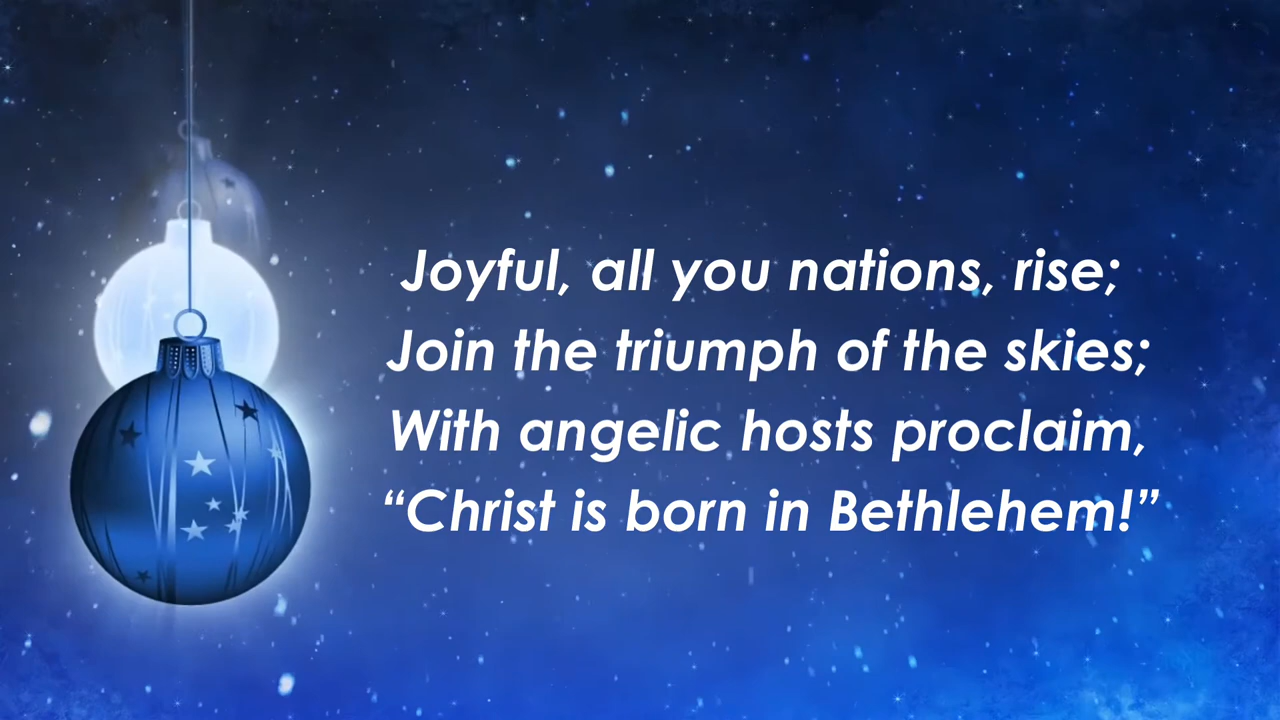 Joyful, all you nations, rise;
Join the triumph of the skies;
With angelic hosts proclaim,
“Christ is born in Bethlehem!”